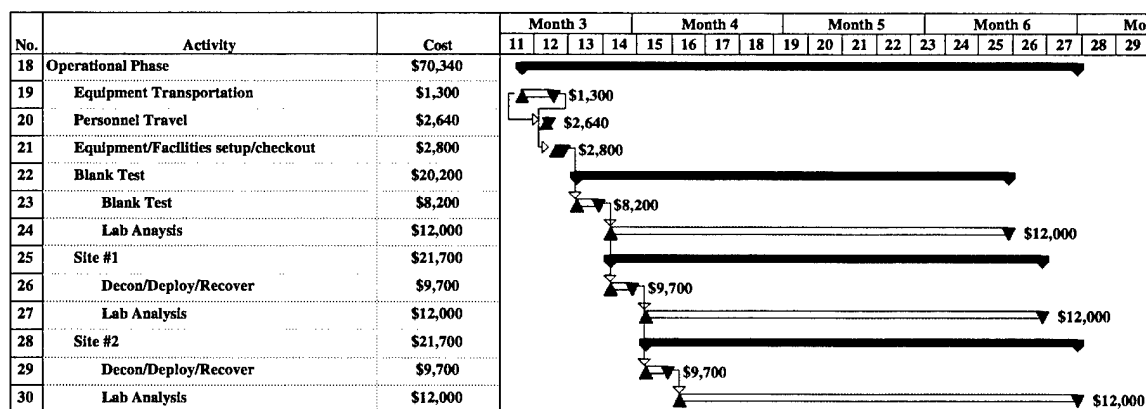 Month 3 Month 4 Month 5 Month 6 Mo
No. Activity Cost 11 12 13 14 15 16 17 18 19 20 21 22 23 24 25 26 27 28 29
18 Operational Phase $70,340
19 Equipment Transportation $1,300 $1,300
20 Personnel Travel $2,640 $2,640
21 Equipment/Facilities setup/checkout $2,800 $2,800
22 Blank Test $20,200
23 Blank Test $8,200 $8,200
24 Lab Anaysis $12,000 $12,000
25 Site #1 $21,700
26 Decon/Deploy/Recover $9,700 $9,700
27 Lab Analysis $12,000 $12,000
28 Site #2 $21,700
29 Decon/Deploy/Recover $9,700 $9,700
30 Lab Analysis $12,000 $12,000